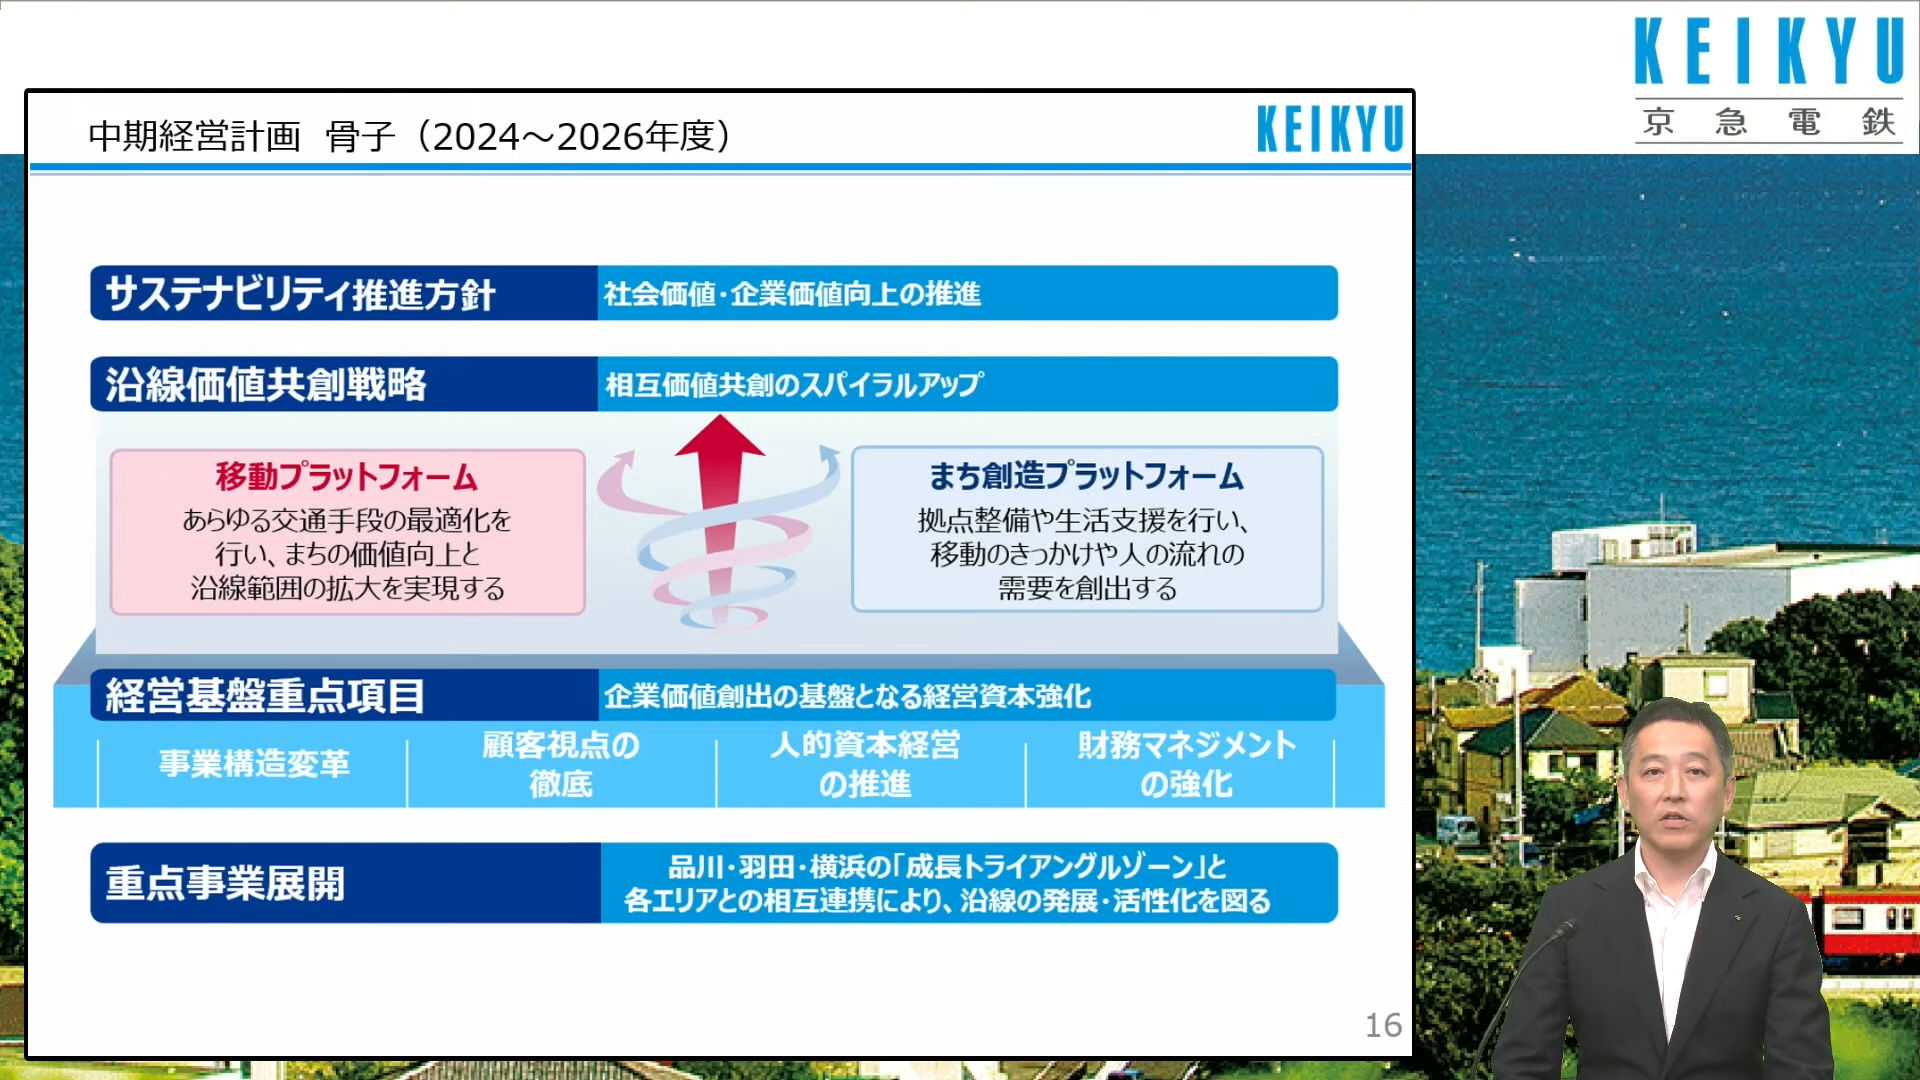 KEIKYU
京急電鉄
中期経営計画 骨子（2024～2026年度）
KEIKYU
サステナビリティ推進方針
社会価値・企業価値向上の推進
沿線価値共創戦略
相互価値共創のスパイラルアップ
移動プラットフォーム
あらゆる交通手段の最適化を
行い、まちの価値向上と
沿線範囲の拡大を実現する
まち創造プラットフォーム
拠点整備や生活支援を行い、
移動のきっかけや人の流れの
需要を創出する
経営基盤重点項目
企業価値創出の基盤となる経営資本強化
事業構造変革
顧客視点の
徹底
人的資本経営
の推進
財務マネジメント
の強化
重点事業展開
品川・羽田・横浜の「成長トライアングルゾーン」と
各エリアとの相互連携により、沿線の発展・活性化を図る
16